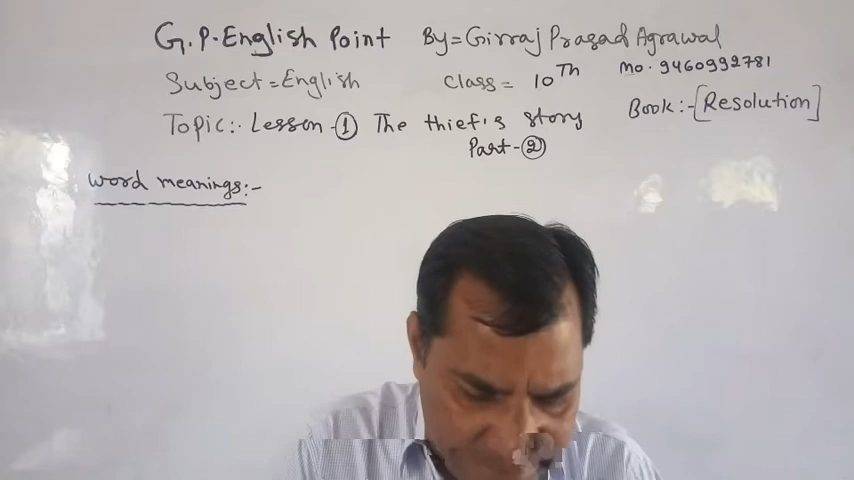 G.P. English Point By = Girraj Prasad Agrawal
Subject = English Class = 10Th Mo. 9460992781
Topic:- Lesson-① The thief's story Book:-[Resolution]
Part-②
word meanings:-